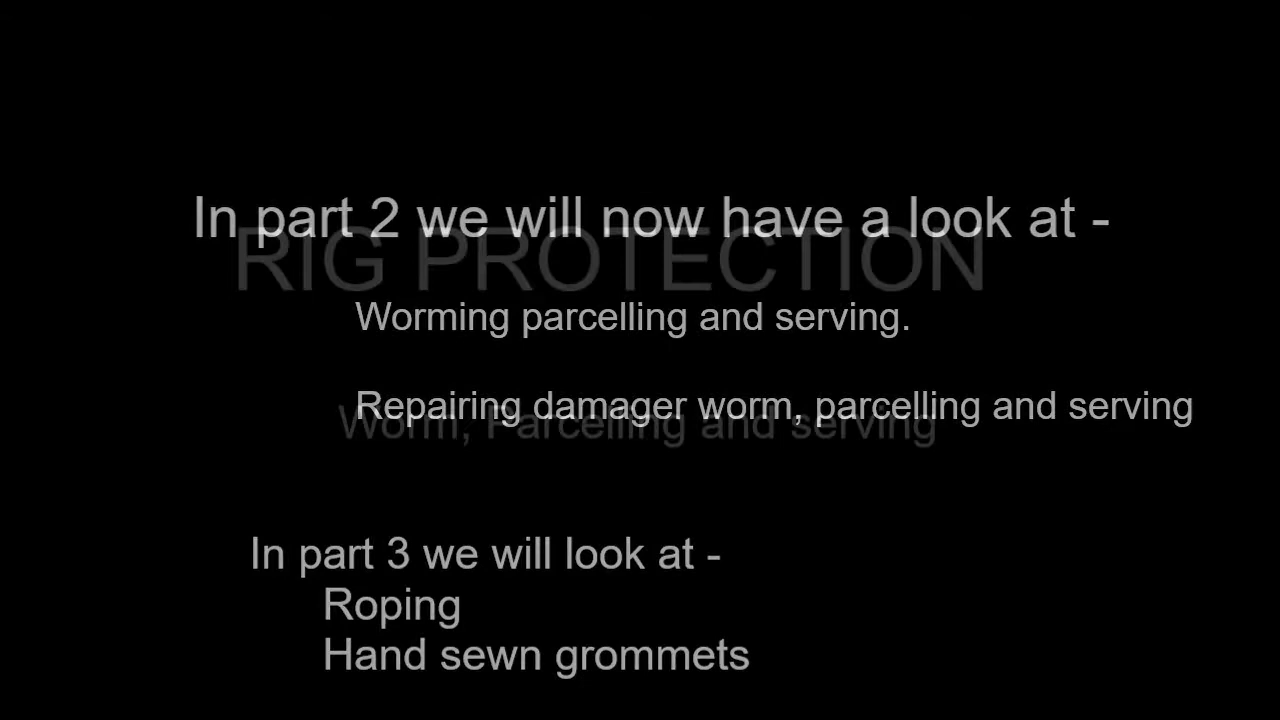 In part 2 we will now have a look at -
RIG PROTECTION
Worming parcelling and serving.
Repairing damager worm, parcelling and serving
Worm, Parcelling and serving
In part 3 we will look at -
Roping
Hand sewn grommets